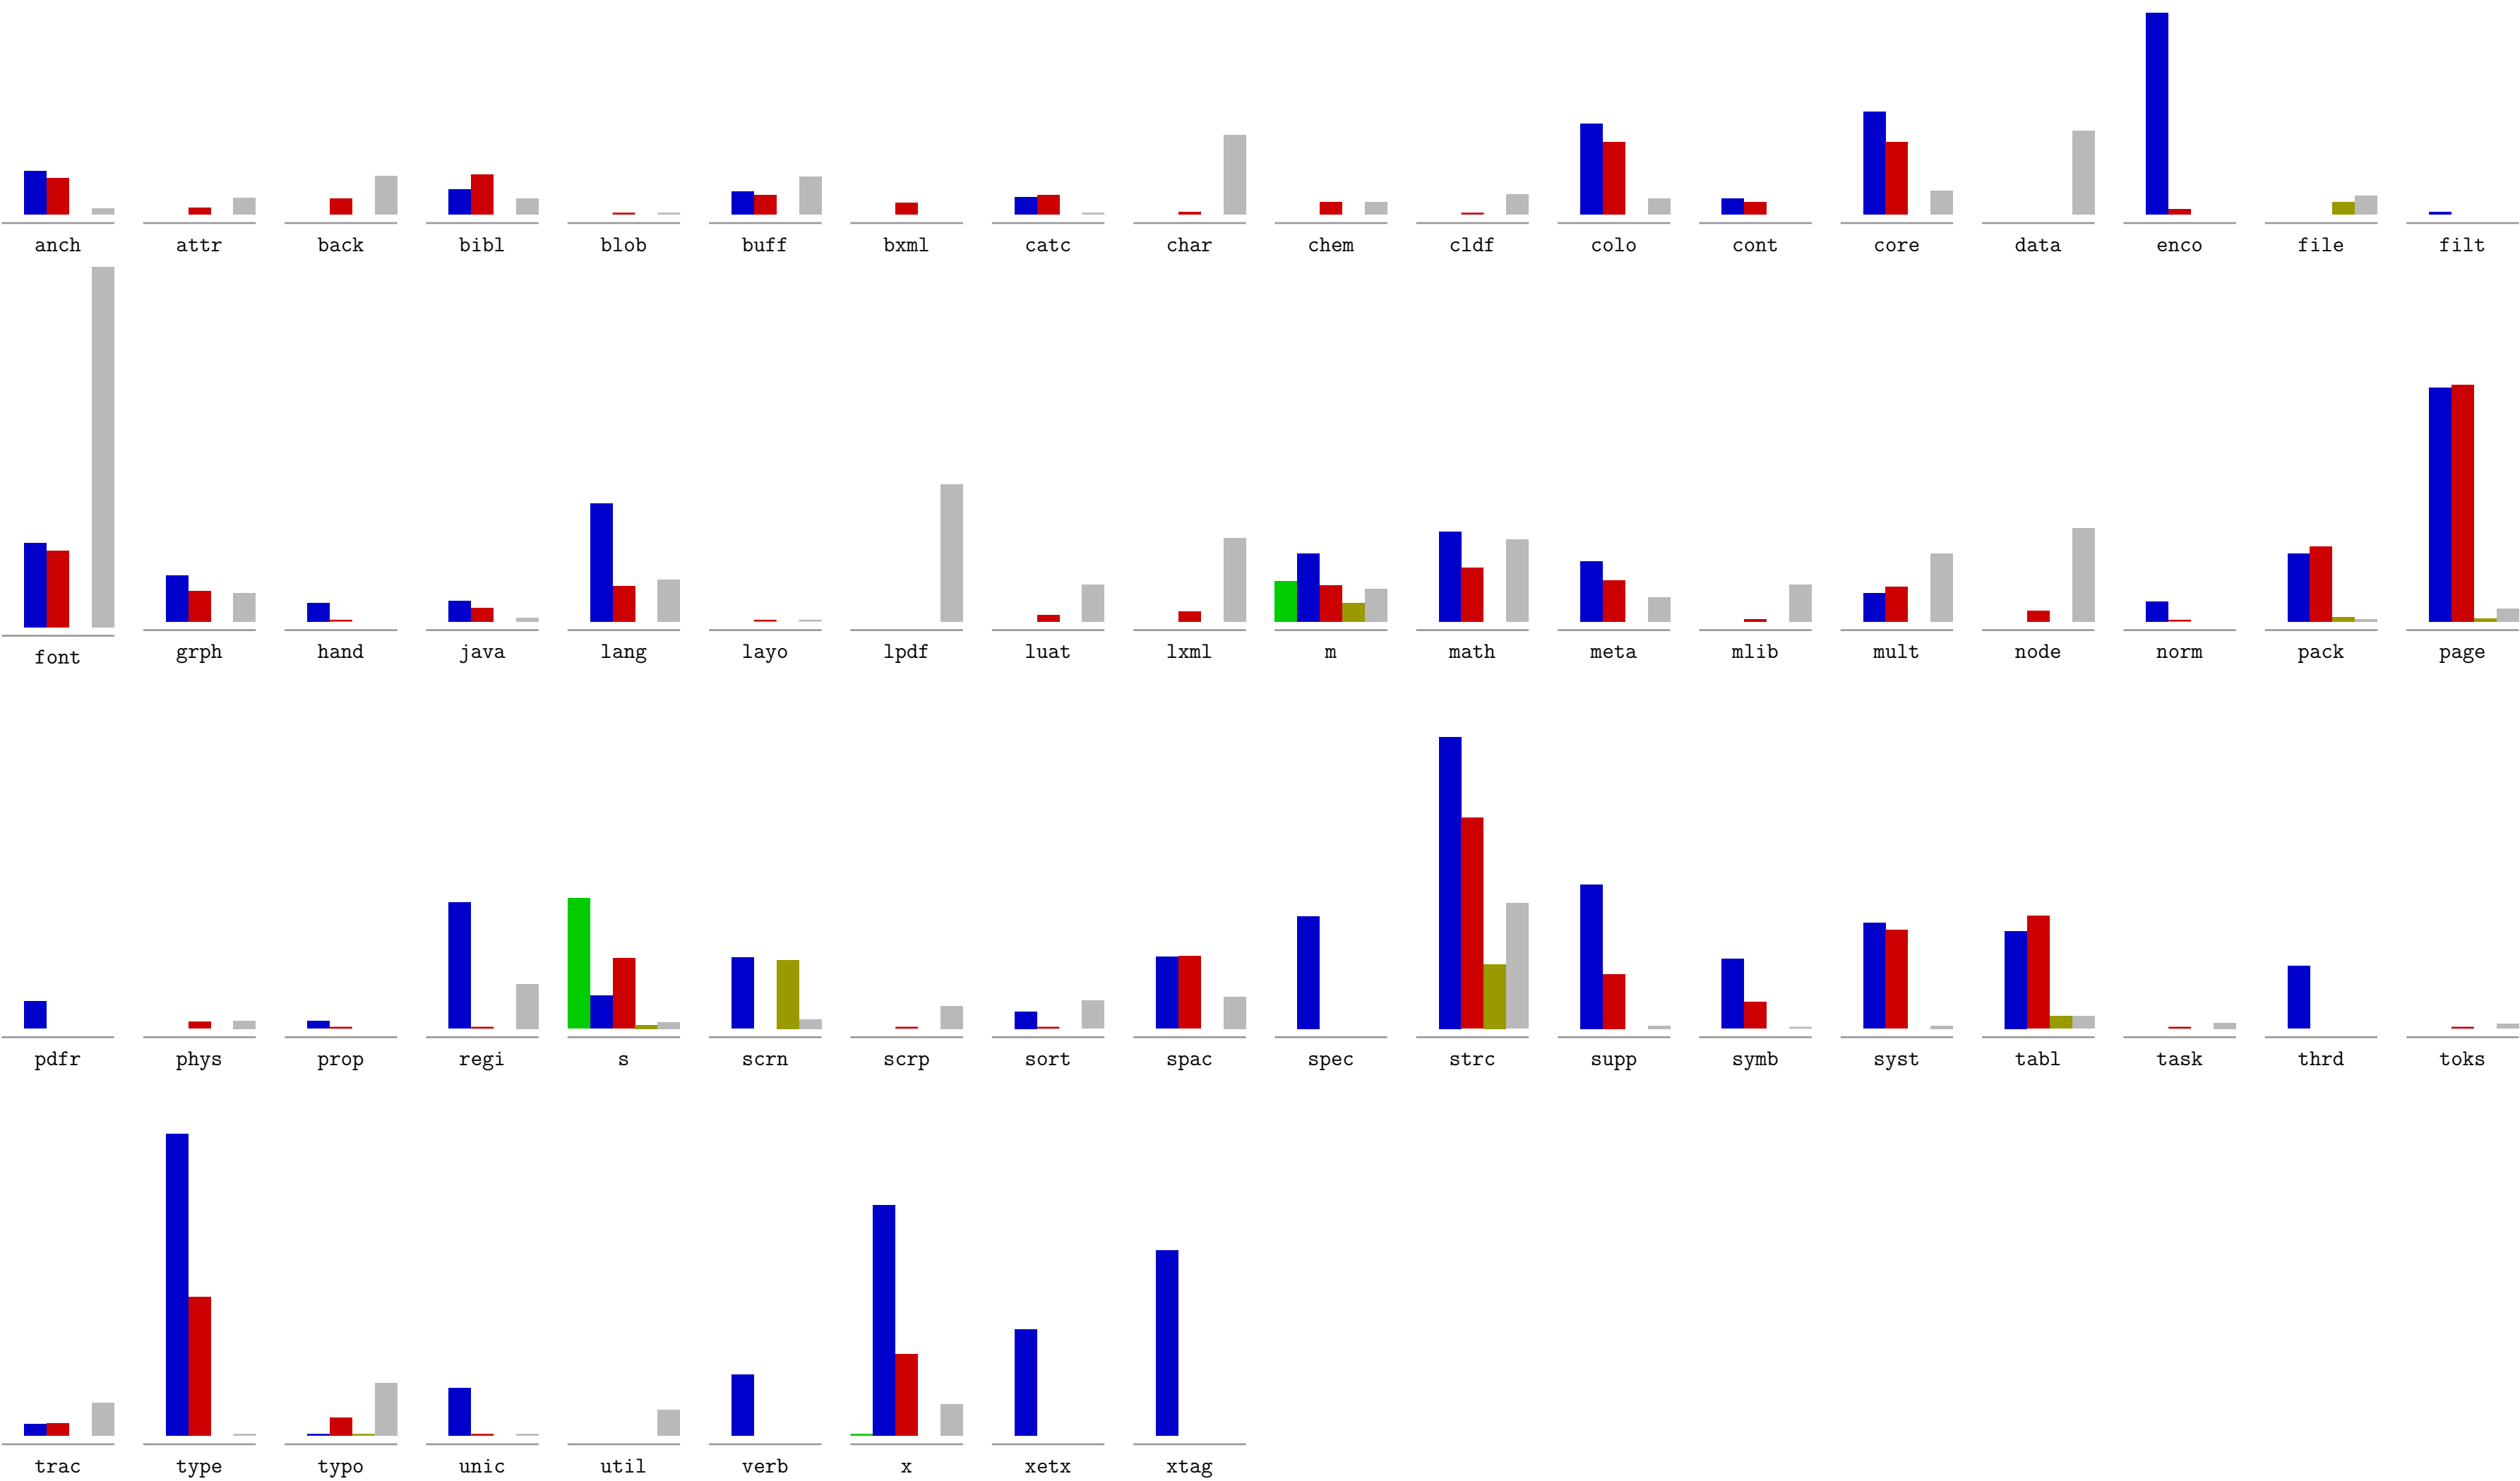 anch attr back bibl blob buff bxml catc char chem cldf colo cont core data enco file filt
font grph hand java lang layo lpdf luat lxml m math meta mlib mult node norm pack page
pdfr phys prop regi s scrn scrp sort spac spec strc supp symb syst tabl task thrd toks
trac type typo unic util verb x xetx xtag